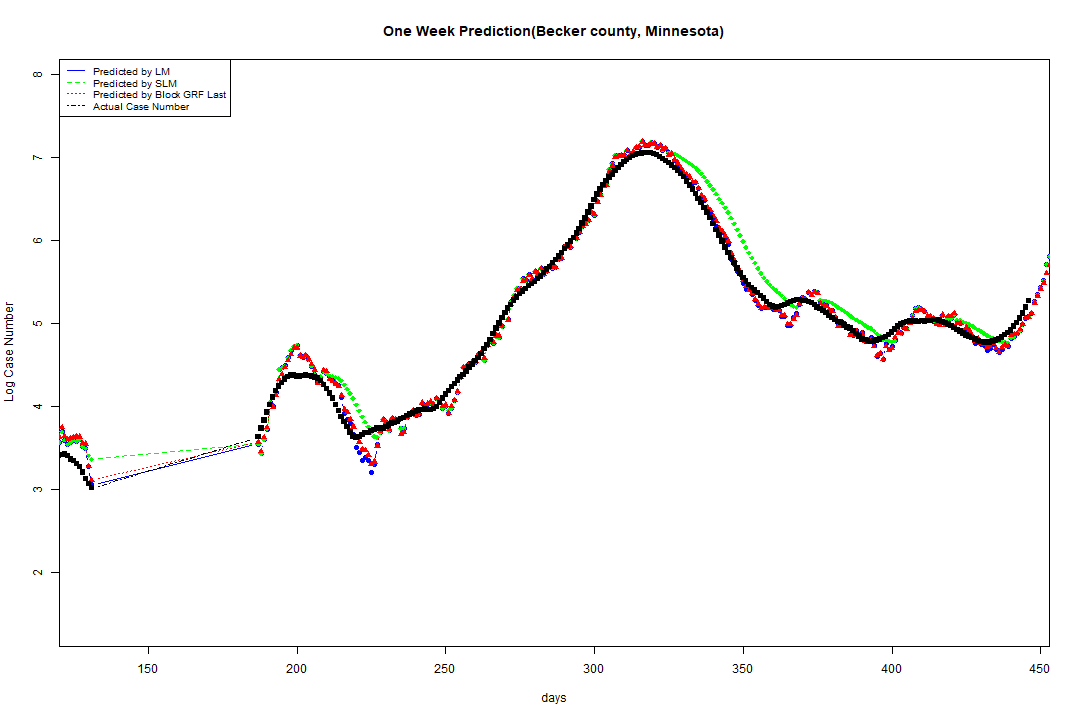 One Week Prediction(Becker county, Minnesota)
Predicted by LM
Predicted by SLM
Predicted by Block GRF Last
Actual Case Number
Log Case Number
8
7
6
5
4
3
2
150 200 250 300 350 400 450
days